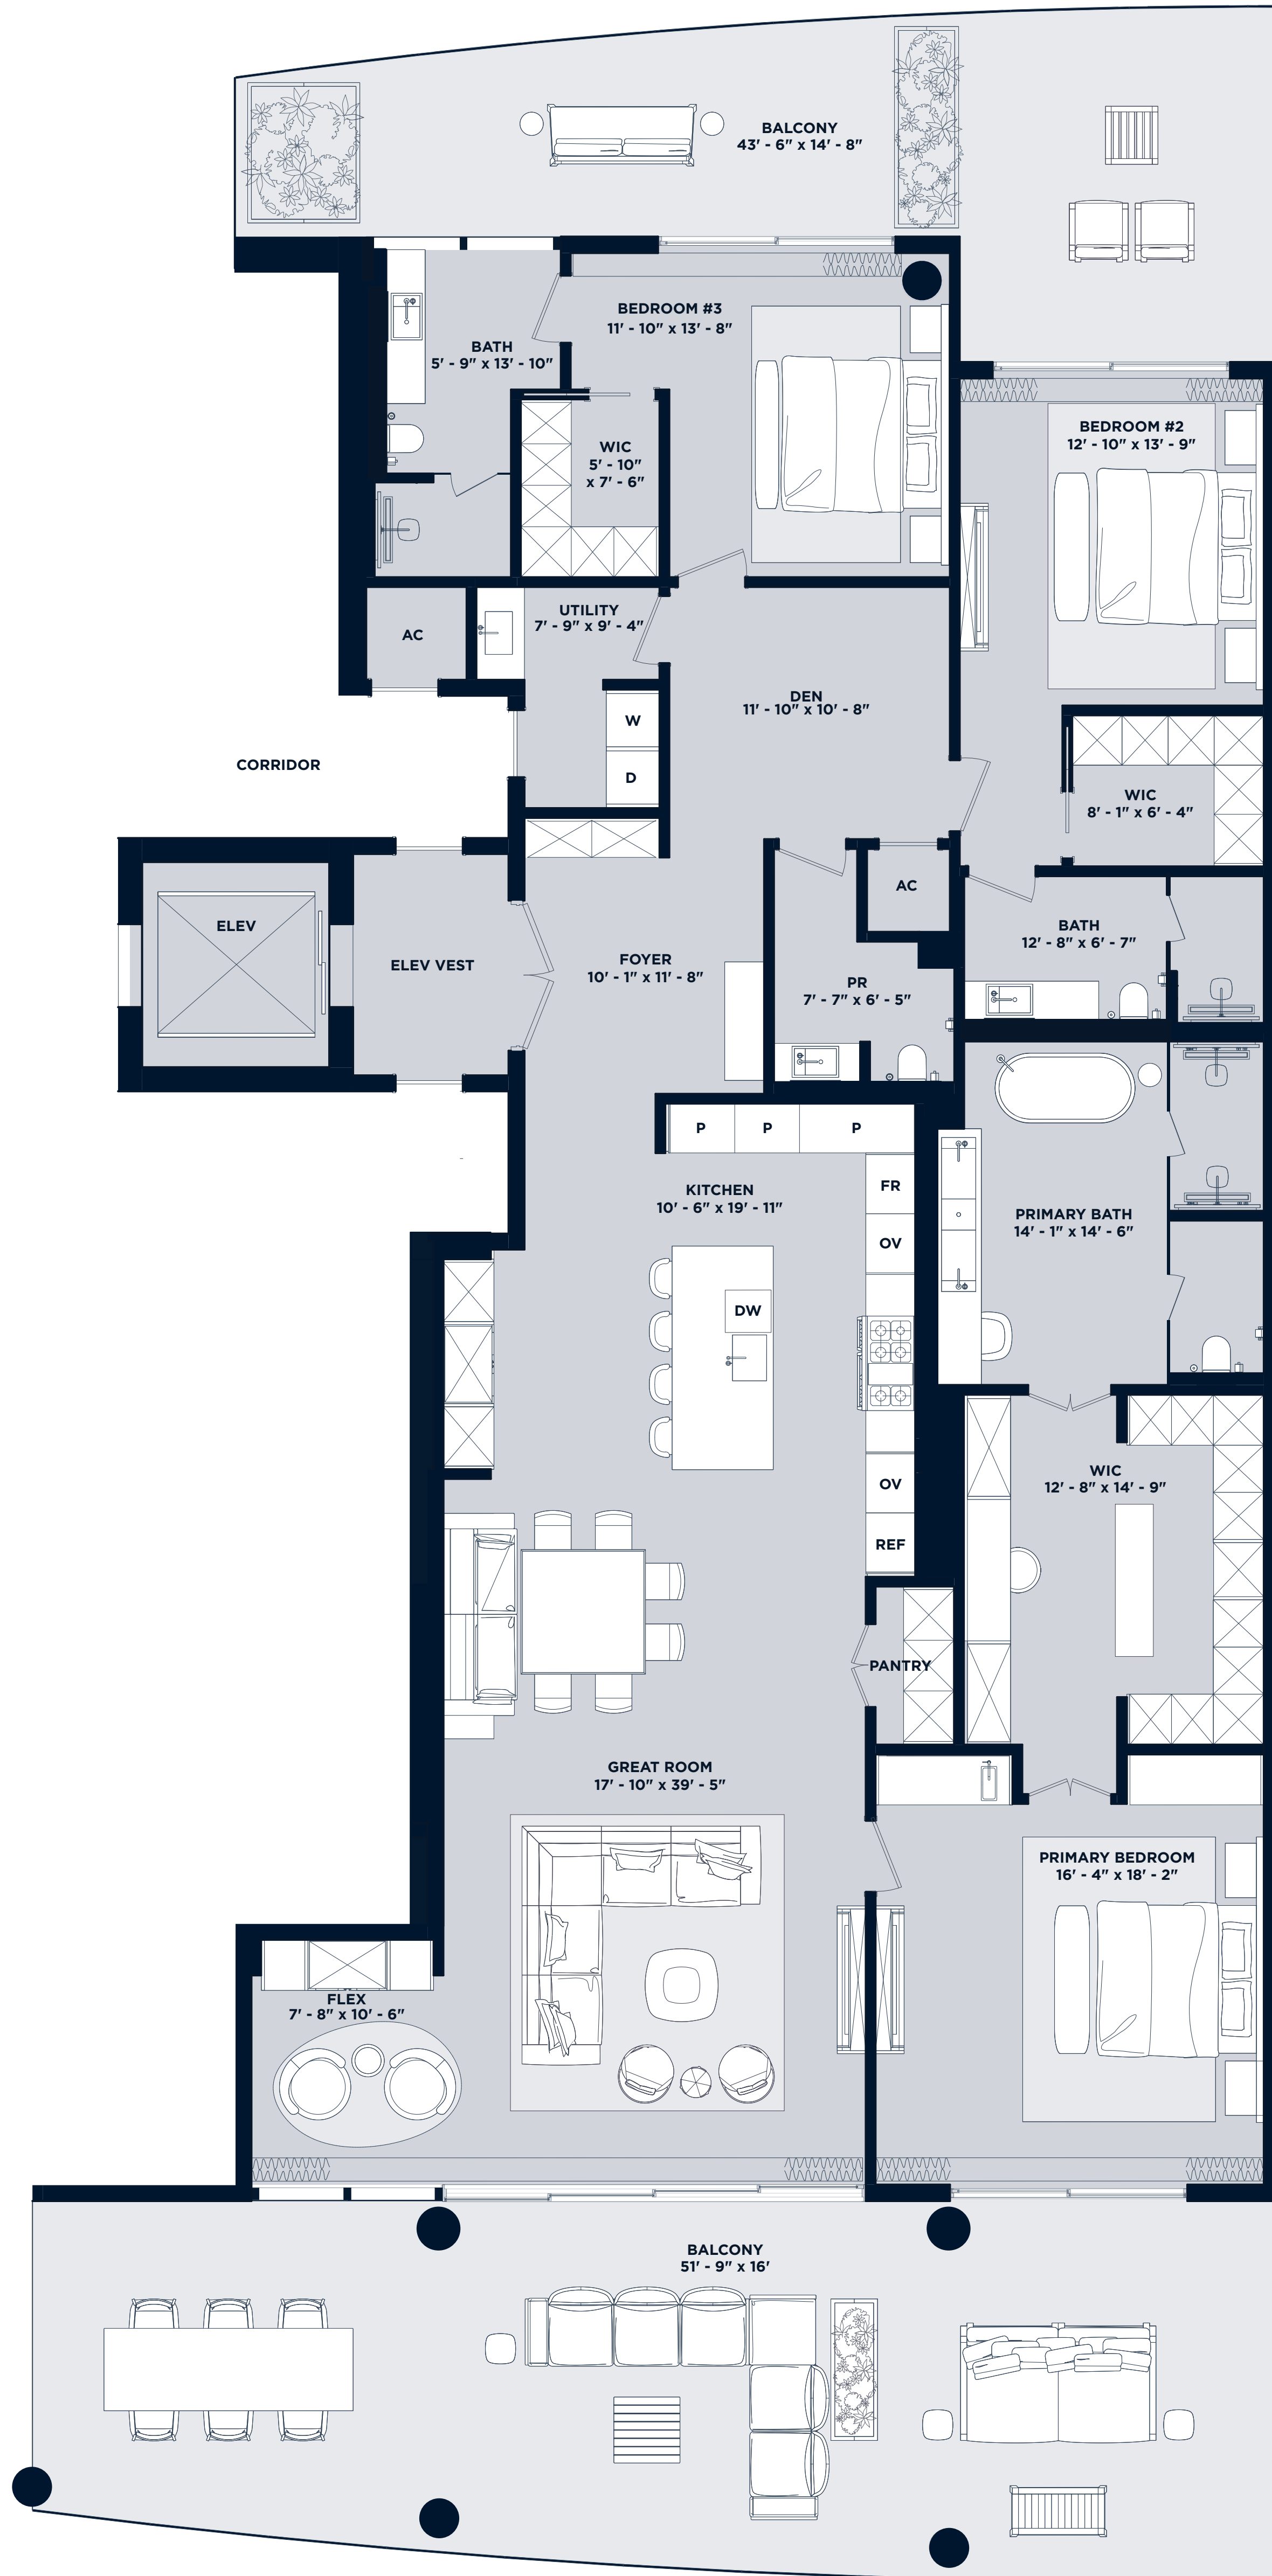 BALCONY
43' - 6" x 14' - 8"
BEDROOM #3
11' - 10" x 13' - 8"
BATH
5' - 9" x 13' - 10"
BEDROOM #2
12' - 10" x 13' - 9"
WIC
5' - 10"
x 7' - 6"
UTILITY
7' - 9" x 9' - 4"
AC
DEN
11' - 10" x 10' - 8"
W
D
CORRIDOR
WIC
8' - 1" x 6' - 4"
AC
ELEV
BATH
12' - 8" x 6' - 7"
ELEV VEST
FOYER
10' - 1" x 11' - 8"
PR
7' - 7" x 6' - 5"
P
P
P
KITCHEN
10' - 6" x 19' - 11"
FR
PRIMARY BATH
14' - 1" x 14' - 6"
OV
DW
WIC
12' - 8" x 14' - 9"
OV
REF
PANTRY
GREAT ROOM
17' - 10" x 39' - 5"
PRIMARY BEDROOM
16' - 4" x 18' - 2"
FLEX
7' - 8" x 10' - 6"
BALCONY
51' - 9" x 16'